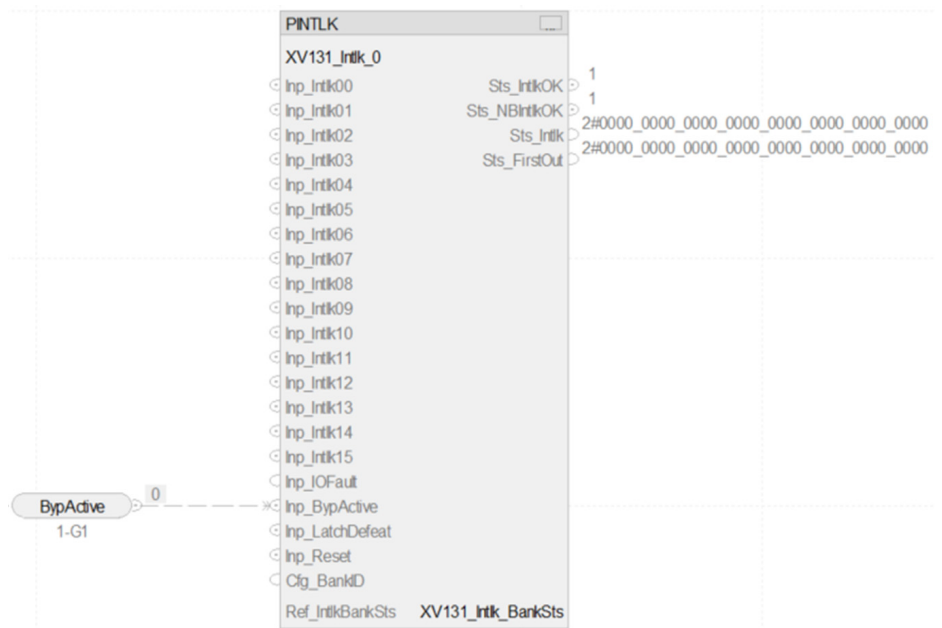 PINTLK ...
XV131_Intlk_0
Inp_Intlk00 Sts_IntlkOK 1
Inp_Intlk01 Sts_NBIntlkOK 1
Inp_Intlk02 Sts_Intlk 2#0000_0000_0000_0000_0000_0000_0000_0000
Inp_Intlk03 Sts_FirstOut 2#0000_0000_0000_0000_0000_0000_0000_0000
Inp_Intlk04
Inp_Intlk05
Inp_Intlk06
Inp_Intlk07
Inp_Intlk08
Inp_Intlk09
Inp_Intlk10
Inp_Intlk11
Inp_Intlk12
Inp_Intlk13
Inp_Intlk14
Inp_Intlk15
Inp_IOFault
BypActive 0 Inp_BypActive
1-G1 Inp_LatchDefeat
Inp_Reset
Cfg_BankID
Ref_IntlkBankSts XV131_Intlk_BankSts